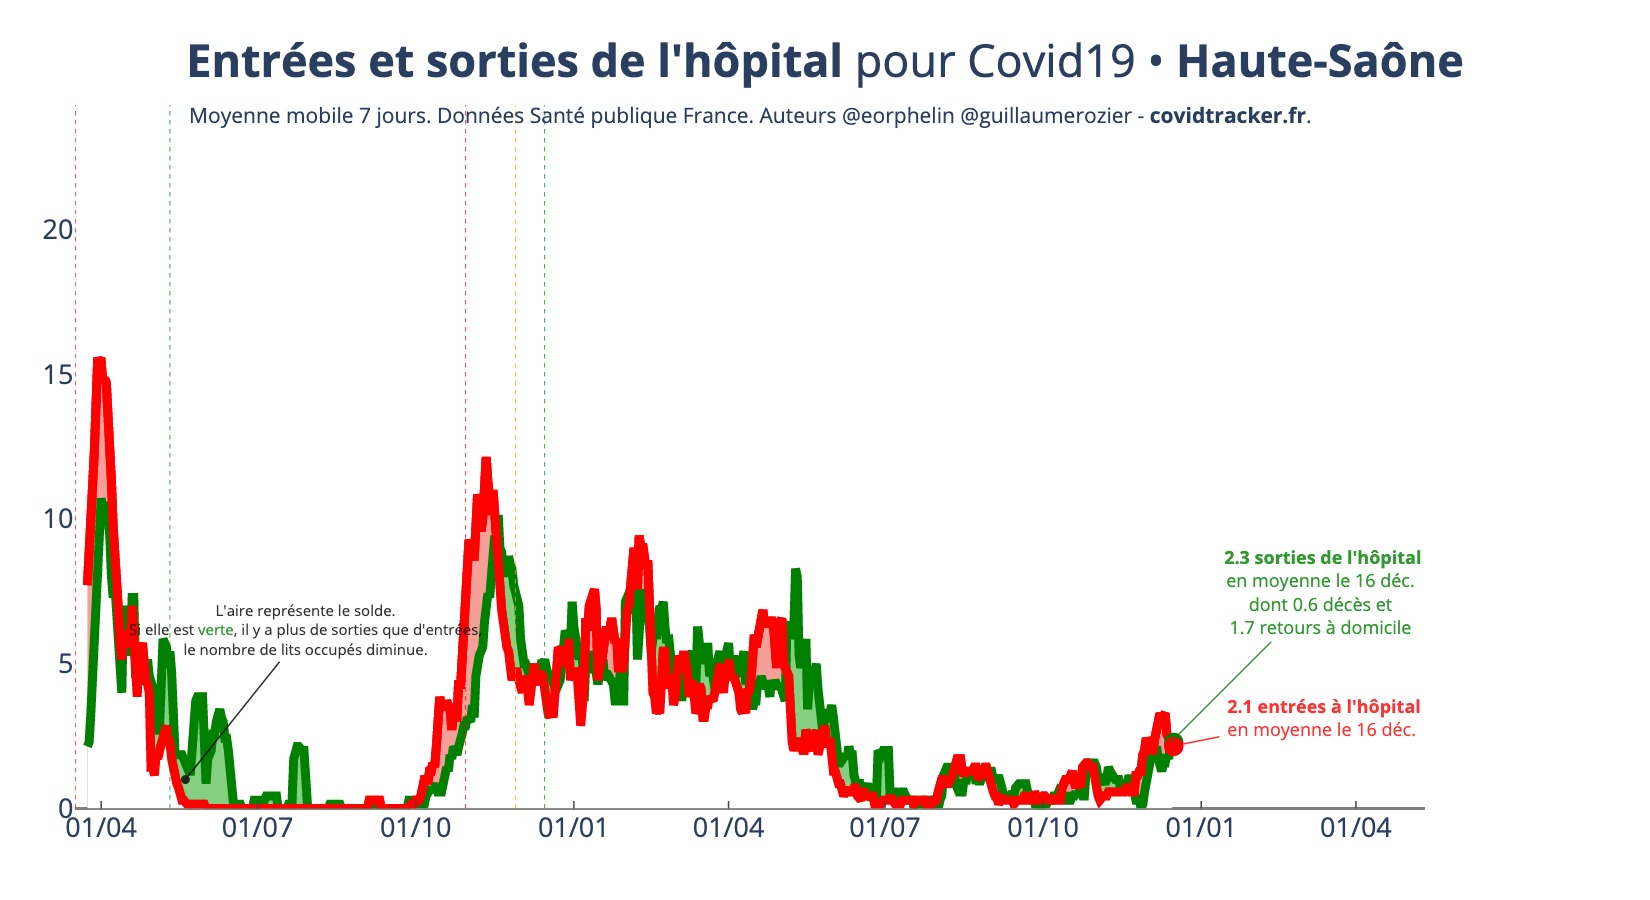 Entrées et sorties de l'hôpital pour Covid19 • Haute-Saône
Moyenne mobile 7 jours. Données Santé publique France. Auteurs @eorphelin @guillaumerozier - covidtracker.fr.
20
15
10
5
0
L'aire représente le solde.
Si elle est verte, il y a plus de sorties que d'entrées,
le nombre de lits occupés diminue.
2.3 sorties de l'hôpital
en moyenne le 16 déc.
dont 0.6 décès et
1.7 retours à domicile
2.1 entrées à l'hôpital
en moyenne le 16 déc.
01/04 01/07 01/10 01/01 01/04 01/07 01/10 01/01 01/04